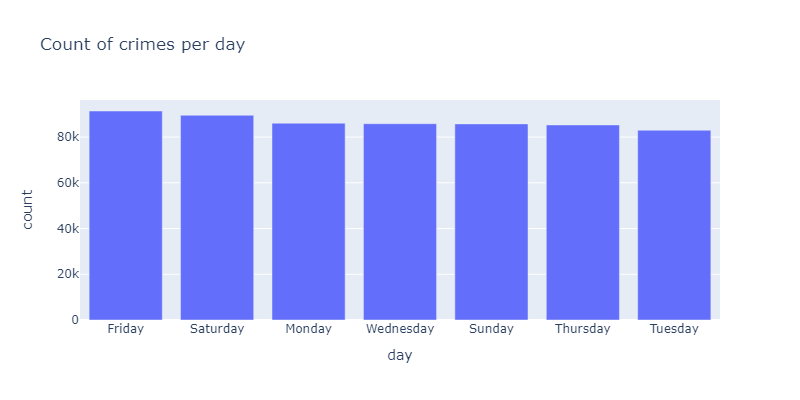 Count of crimes per day
count
80k
60k
40k
20k
0
Friday Saturday Monday Wednesday Sunday Thursday Tuesday
day